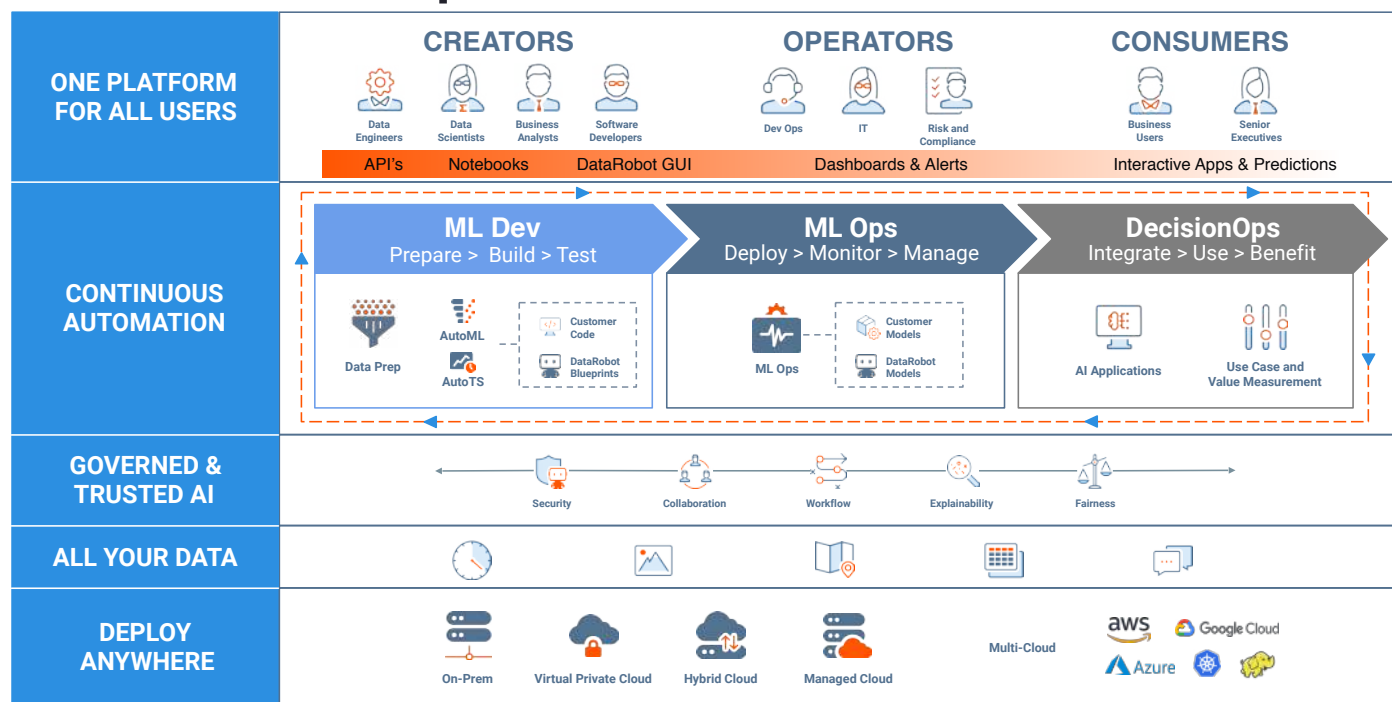 ONE PLATFORM
FOR ALL USERS
CREATORS
OPERATORS
CONSUMERS
Data
Engineers
Data
Scientists
Business
Analysts
Software
Developers
Dev Ops
IT
Risk and
Compliance
Business
Users
Senior
Executives
API's
Notebooks
DataRobot GUI
Dashboards & Alerts
Interactive Apps & Predictions
CONTINUOUS
AUTOMATION
ML Dev
Prepare > Build > Test
ML Ops
Deploy > Monitor > Manage
DecisionOps
Integrate > Use > Benefit
Data Prep
AutoML
AutoTS
Customer
Code
DataRobot
Blueprints
ML Ops
Customer
Models
DataRobot
Models
AI Applications
Use Case and
Value Measurement
GOVERNED &
TRUSTED AI
Security
Collaboration
Workflow
Explainability
Fairness
ALL YOUR DATA
DEPLOY
ANYWHERE
On-Prem
Virtual Private Cloud
Hybrid Cloud
Managed Cloud
Multi-Cloud
aws
Google Cloud
Azure